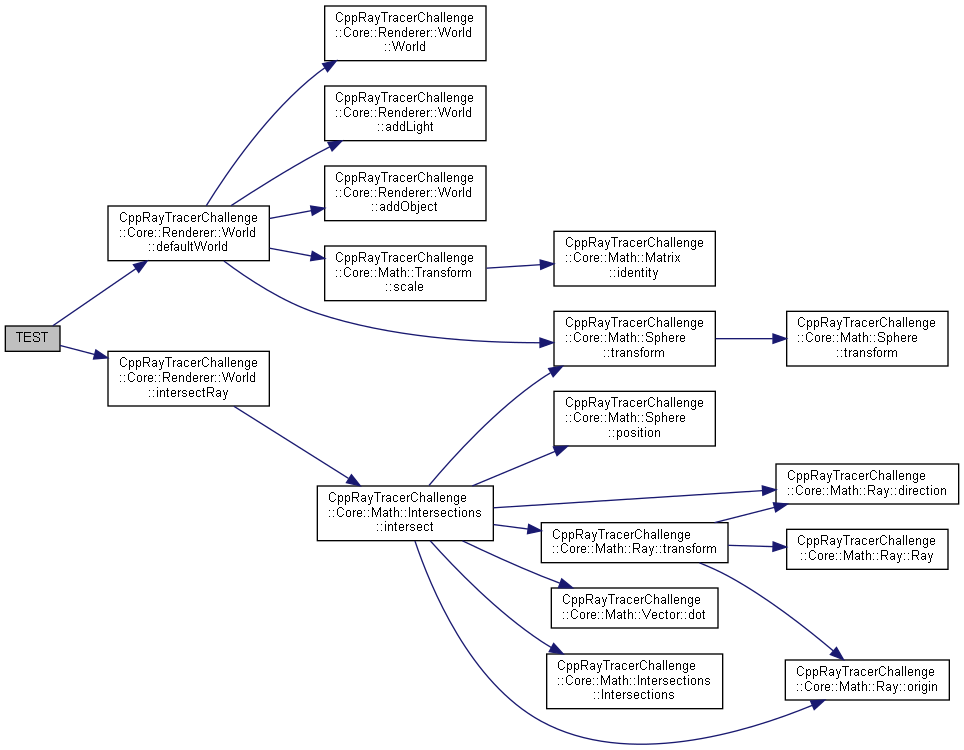 CppRayTracerChallenge
::Core::Renderer::World
::World
CppRayTracerChallenge
::Core::Renderer::World
::addLight
CppRayTracerChallenge
::Core::Renderer::World
::addObject
CppRayTracerChallenge
::Core::Renderer::World
::defaultWorld
CppRayTracerChallenge
::Core::Math::Transform
::scale
CppRayTracerChallenge
::Core::Math::Matrix
::identity
TEST
CppRayTracerChallenge
::Core::Math::Sphere
::transform
CppRayTracerChallenge
::Core::Math::Sphere
::transform
CppRayTracerChallenge
::Core::Renderer::World
::intersectRay
CppRayTracerChallenge
::Core::Math::Sphere
::position
CppRayTracerChallenge
::Core::Math::Intersections
::intersect
CppRayTracerChallenge
::Core::Math::Ray::direction
CppRayTracerChallenge
::Core::Math::Ray::transform
CppRayTracerChallenge
::Core::Math::Ray::Ray
CppRayTracerChallenge
::Core::Math::Vector::dot
CppRayTracerChallenge
::Core::Math::Intersections
::Intersections
CppRayTracerChallenge
::Core::Math::Ray::origin